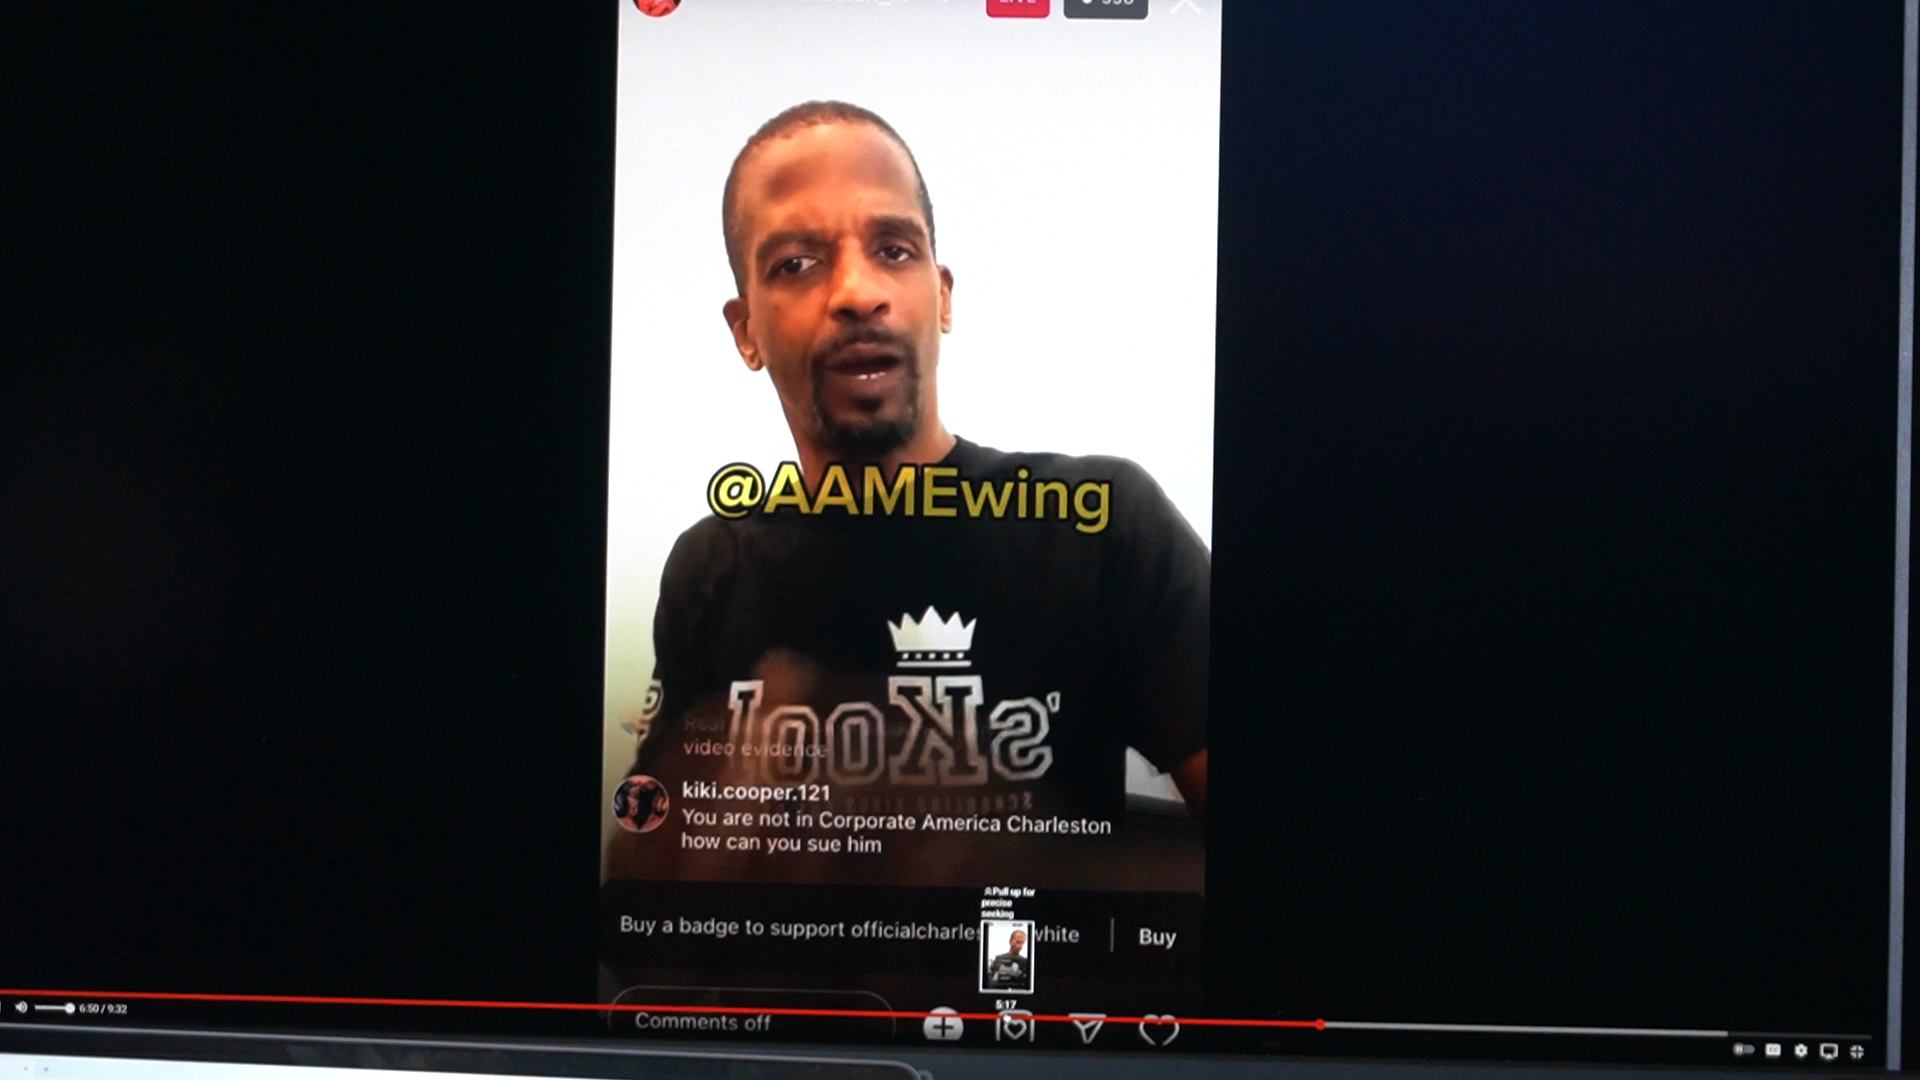 LIVE
@AAMEwing
video evidence
kiki.cooper.121
You are not in Corporate America Charleston
how can you sue him
Pull up for
precise
seeking
Buy a badge to support officialcharles white
Buy
5:17
6:50 / 9:32
Comments off